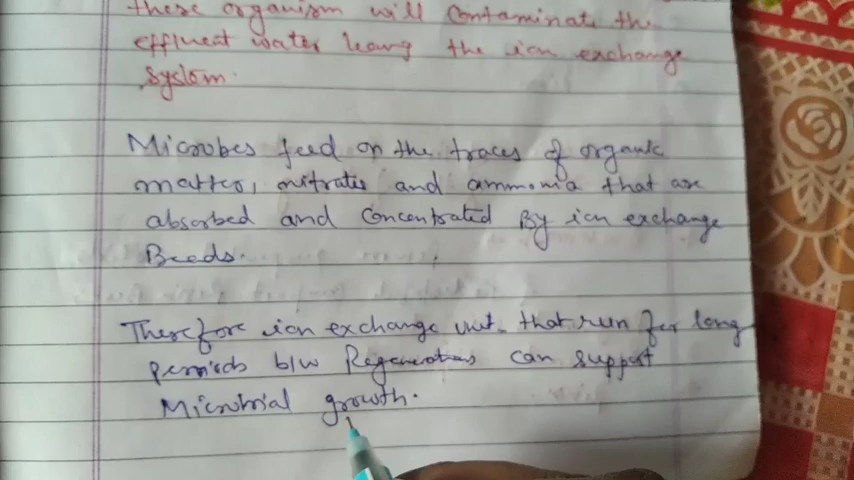 these organism will contaminate the
effluent water leavg the ion exchange
system.
Microbes feed on the traces of organic
matter, nitrates and ammonia that are
absorbed and concentrated By ion exchange
Beads.
Therefore ion exchange unit that run for long
periods b/w Regenerations can support
Microbial growth.